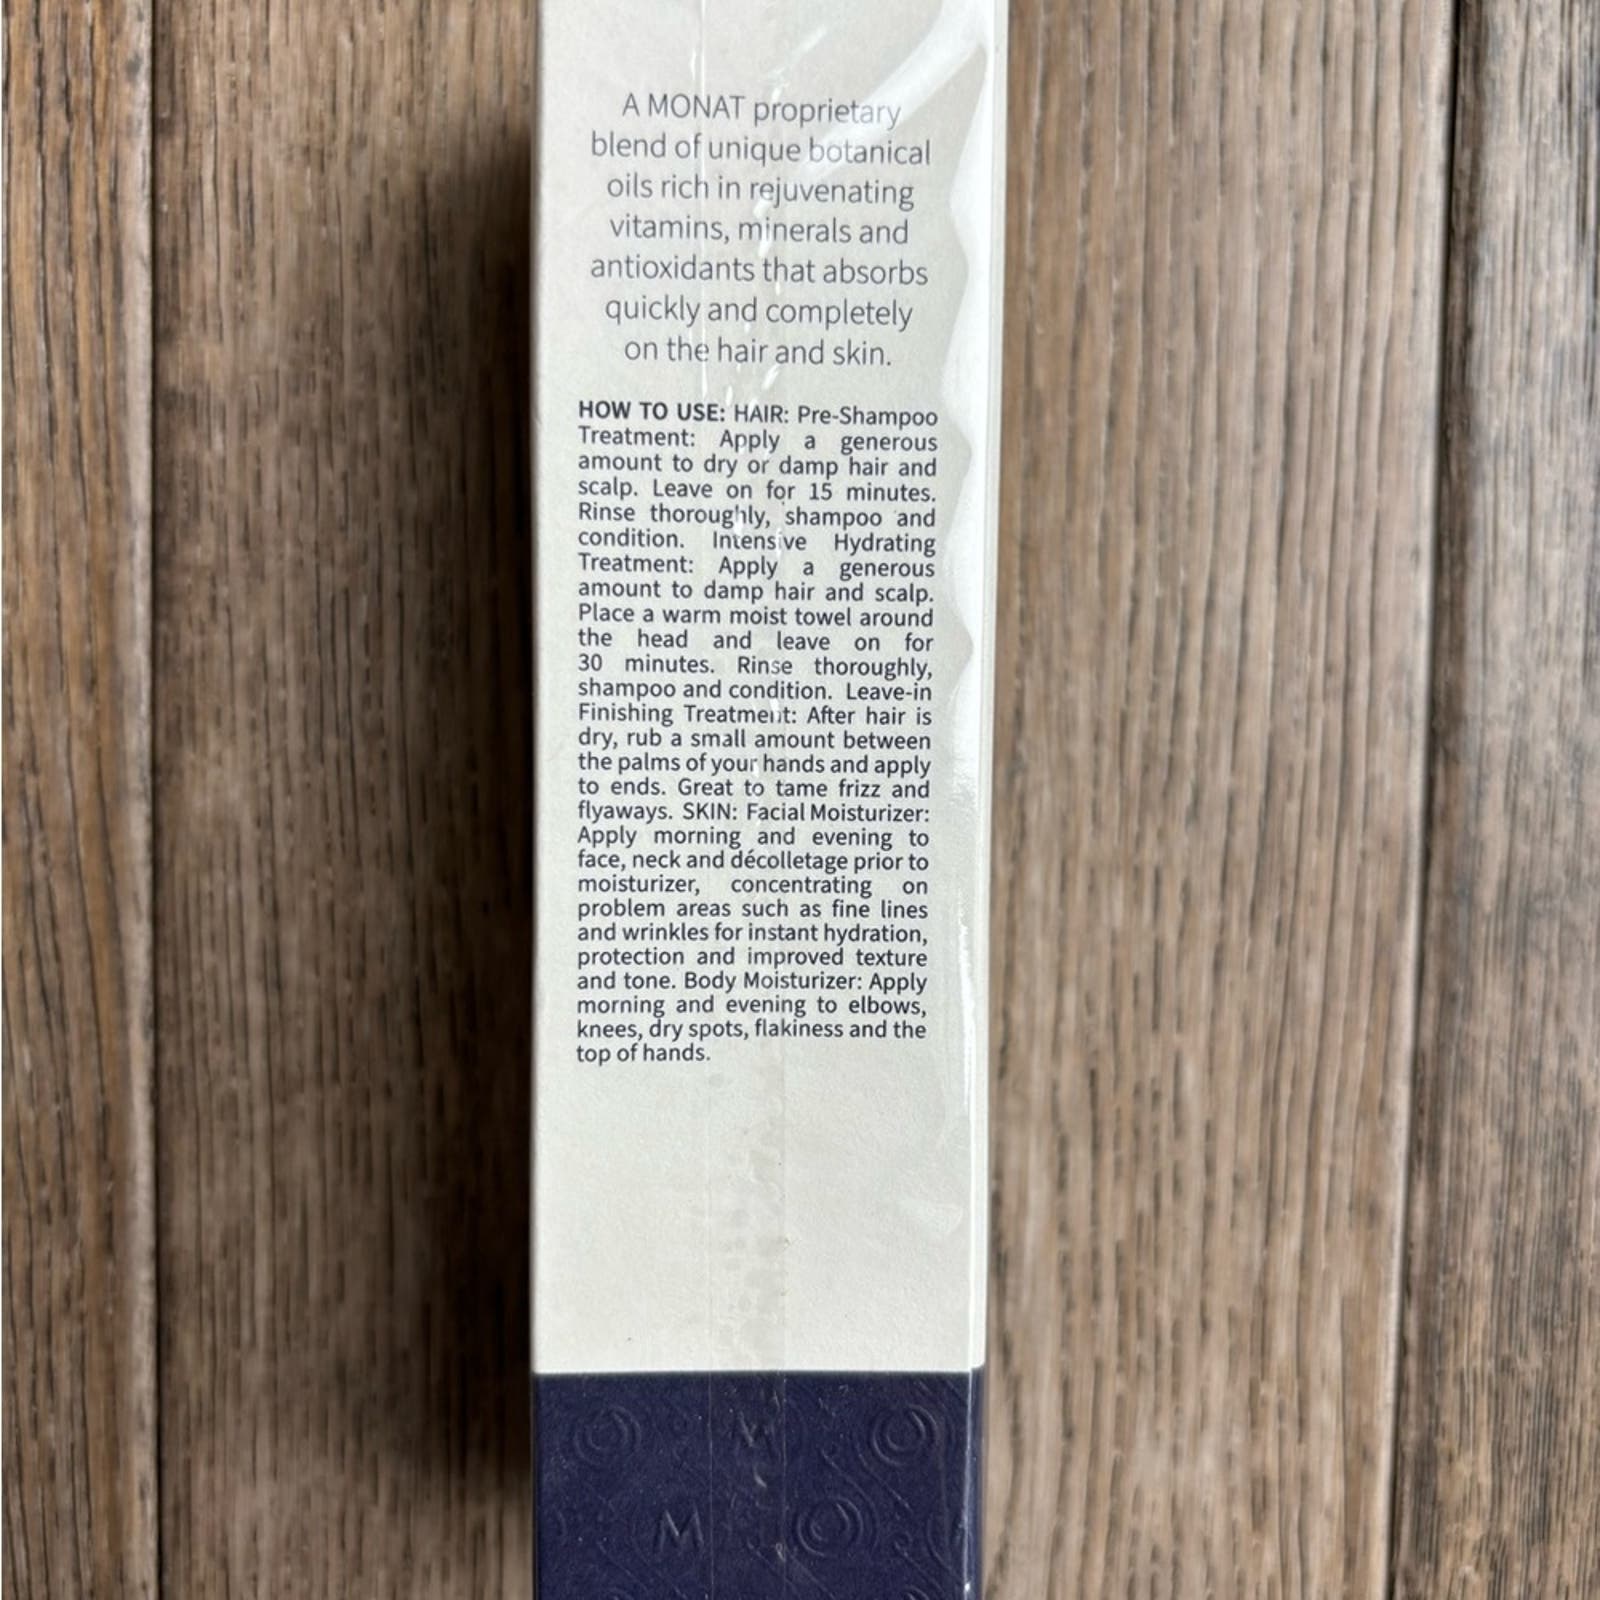 A MONAT proprietary
blend of unique botanical
oils rich in rejuvenating
vitamins, minerals and
antioxidants that absorbs
quickly and completely
on the hair and skin.
HOW TO USE: HAIR: Pre-Shampoo
Treatment: Apply a generous
amount to dry or damp hair and
scalp. Leave on for 15 minutes.
Rinse thoroughly, shampoo and
condition. Intensive Hydrating
Treatment: Apply a generous
amount to damp hair and scalp.
Place a warm moist towel around
the head and leave on for
30 minutes. Rinse thoroughly,
shampoo and condition. Leave-in
Finishing Treatment: After hair is
dry, rub a small amount between
the palms of your hands and apply
to ends. Great to tame frizz and
flyaways. SKIN: Facial Moisturizer:
Apply morning and evening to
face, neck and décolletage prior to
moisturizer, concentrating on
problem areas such as fine lines
and wrinkles for instant hydration,
protection and improved texture
and tone. Body Moisturizer: Apply
morning and evening to elbows,
knees, dry spots, flakiness and the
top of hands.
M
M